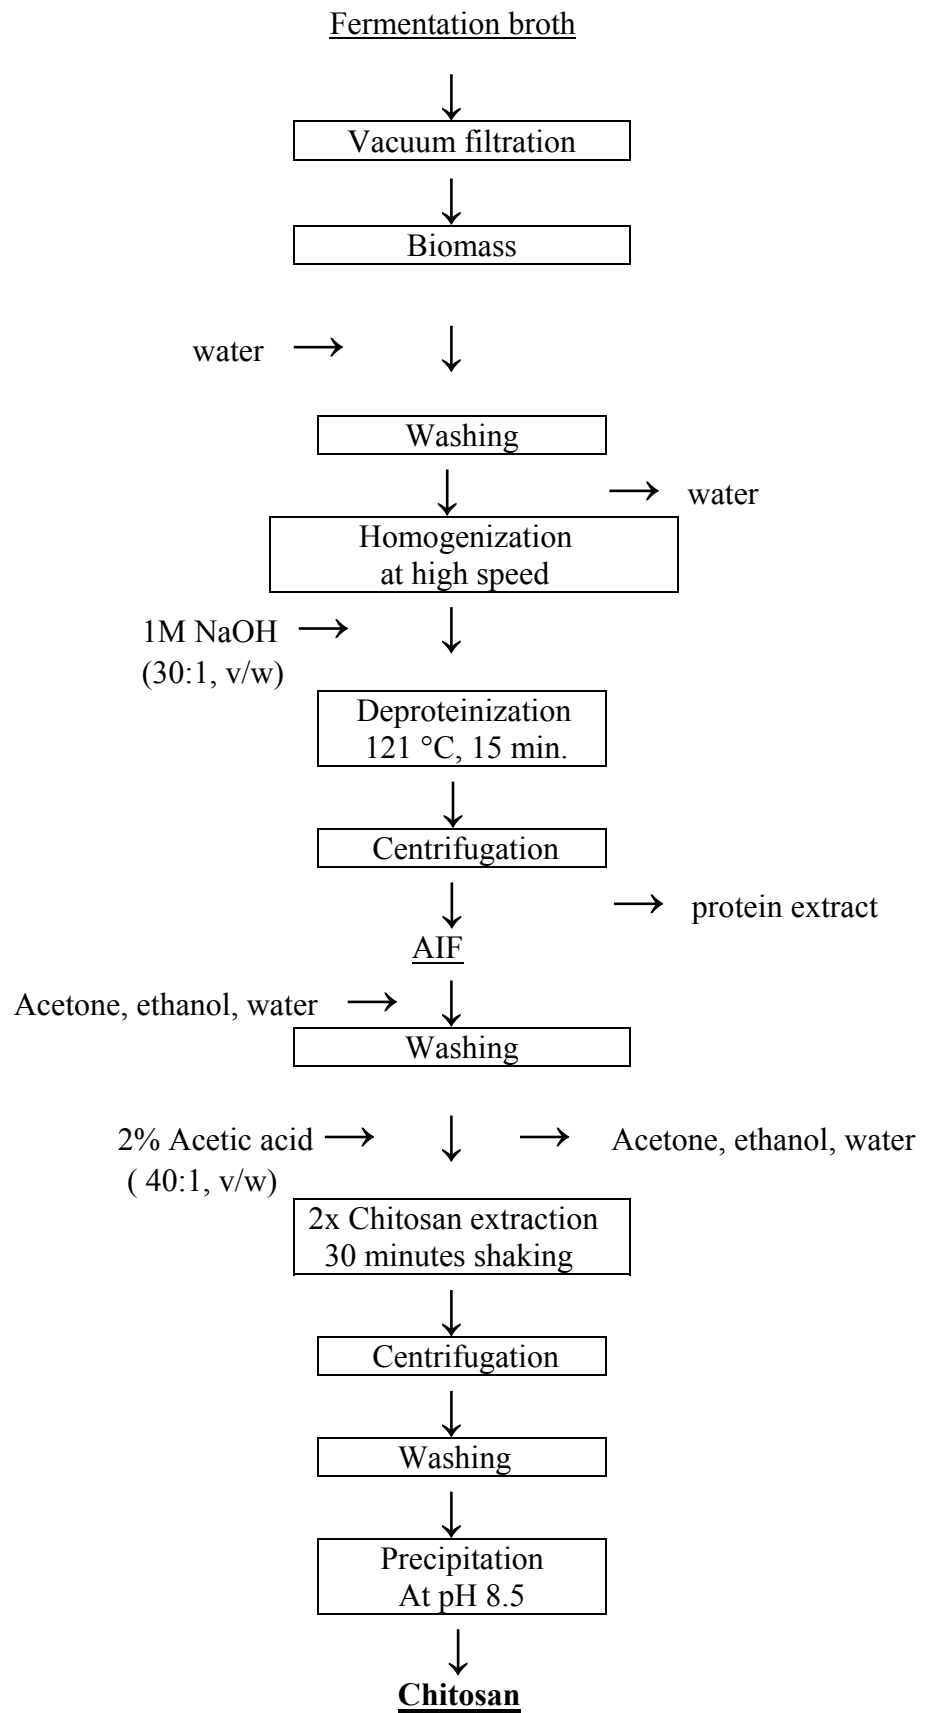 Fermentation broth
Vacuum filtration
Biomass
water
Washing
water
Homogenization
at high speed
1M NaOH
(30:1, v/w)
Deproteinization
121 °C, 15 min.
Centrifugation
protein extract
AIF
Acetone, ethanol, water
Washing
2% Acetic acid
Acetone, ethanol, water
( 40:1, v/w)
2x Chitosan extraction
30 minutes shaking
Centrifugation
Washing
Precipitation
At pH 8.5
Chitosan